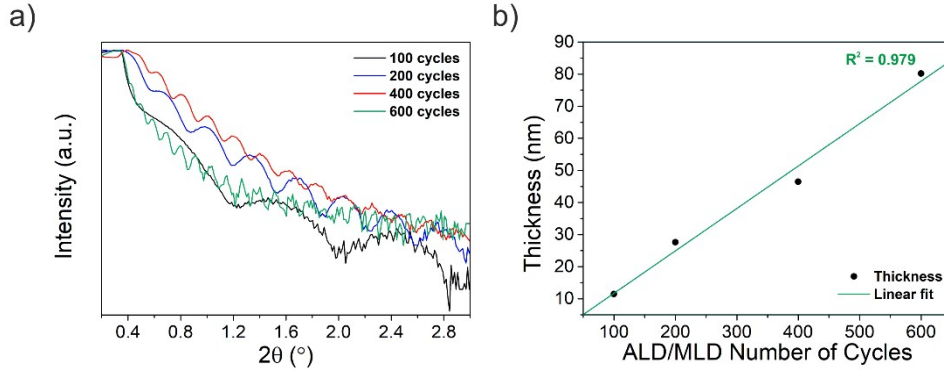 a)
100 cycles
200 cycles
400 cycles
600 cycles
Intensity (a.u.)
0.4 0.8 1.2 1.6 2.0 2.4 2.8
2θ (°)
b)
R² = 0.979
90
80
70
60
50
40
30
20
10
Thickness (nm)
Thickness
Linear fit
100 200 300 400 500 600
ALD/MLD Number of Cycles